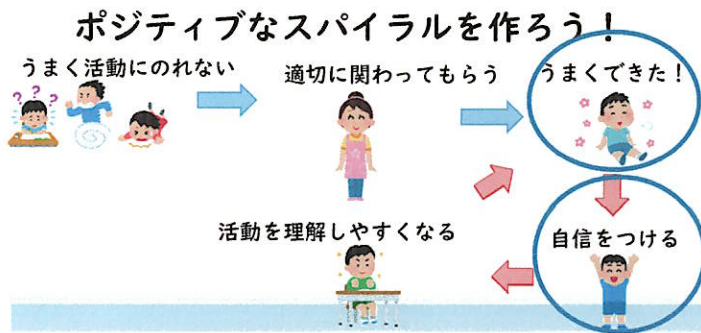 ポジティブなスパイラルを作ろう！
うまく活動にのれない
適切に関わってもらう
うまくできた！
? ? ? ?
活動を理解しやすくなる
自信をつける